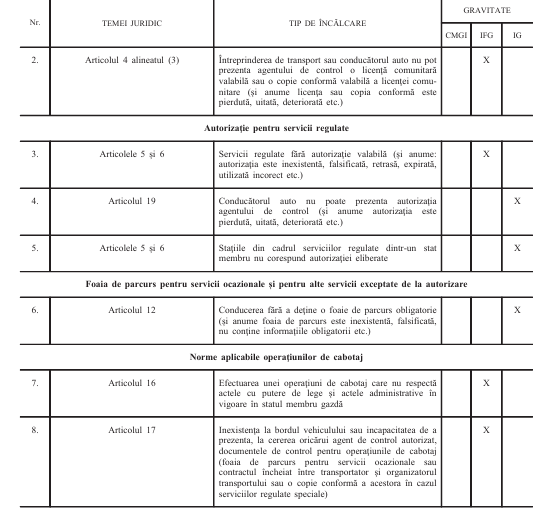 GRAVITATE
Nr. TEMEI JURIDIC TIP DE ÎNCĂLCARE
CMGI IFG IG
2. Articolul 4 alineatul (3) Întreprinderea de transport sau conducătorul auto nu pot X
prezenta agentului de control o licență comunitară
valabilă sau o copie conformă valabilă a licenței comu-
nitare (și anume licența sau copia conformă este
pierdută, uitată, deteriorată etc.)
Autorizație pentru servicii regulate
3. Articolele 5 și 6 Servicii regulate fără autorizație valabilă (și anume: X
autorizația este inexistentă, falsificată, retrasă, expirată,
utilizată incorect etc.)
4. Articolul 19 Conducătorul auto nu poate prezenta autorizația X
agentului de control (și anume autorizația este
pierdută, uitată, deteriorată etc.)
5. Articolele 5 și 6 Stațiile din cadrul serviciilor regulate dintr-un stat X
membru nu corespund autorizației eliberate
Foaia de parcurs pentru servicii ocazionale și pentru alte servicii exceptate de la autorizare
6. Articolul 12 Conducerea fără a deține o foaie de parcurs obligatorie X
(și anume foaia de parcurs este inexistentă, falsificată,
nu conține informațiile obligatorii etc.)
Norme aplicabile operațiunilor de cabotaj
7. Articolul 16 Efectuarea unei operațiuni de cabotaj care nu respectă X
actele cu putere de lege și actele administrative în
vigoare în statul membru gazdă
8. Articolul 17 Inexistența la bordul vehiculului sau incapacitatea de a X
prezenta, la cererea oricărui agent de control autorizat,
documentele de control pentru operațiunile de cabotaj
(foaia de parcurs pentru servicii ocazionale sau
contractul încheiat între transportator și organizatorul
transportului sau o copie conformă a acestora în cazul
serviciilor regulate speciale)